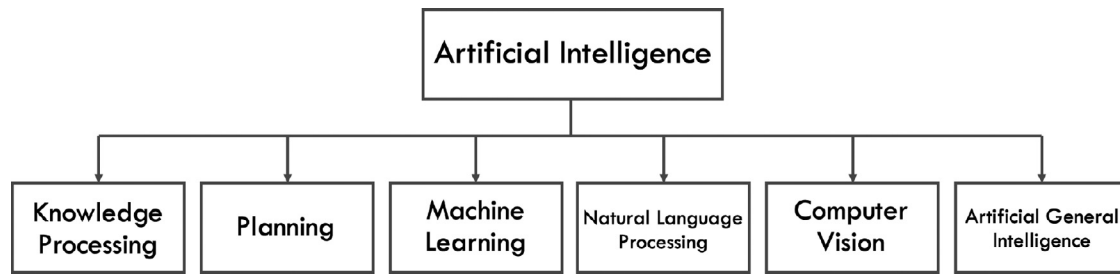 Artificial Intelligence
Knowledge
Processing
Planning
Machine
Learning
Natural Language
Processing
Computer
Vision
Artificial General
Intelligence